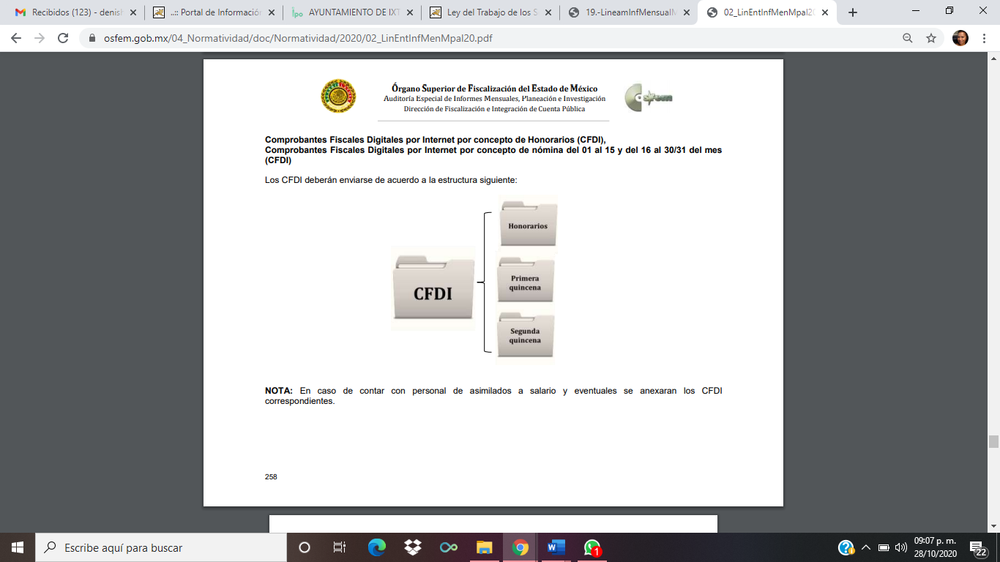 Recibidos (123) - denish
..:: Portal de Información
AYUNTAMIENTO DE IXT
Ley del Trabajo de los S
19.-LineamInfMensualM
02_LinEntInfMenMpal20
osfem.gob.mx/04_Normatividad/doc/Normatividad/2020/02_LinEntInfMenMpal20.pdf
Órgano Superior de Fiscalización del Estado de México
Auditoría Especial de Informes Mensuales, Planeación e Investigación
Dirección de Fiscalización e Integración de Cuenta Pública
osfem
Comprobantes Fiscales Digitales por Internet por concepto de Honorarios (CFDI),
Comprobantes Fiscales Digitales por Internet por concepto de nómina del 01 al 15 y del 16 al 30/31 del mes
(CFDI)
Los CFDI deberán enviarse de acuerdo a la estructura siguiente:
Honorarios
CFDI
Primera
quincena
Segunda
quincena
NOTA: En caso de contar con personal de asimilados a salario y eventuales se anexaran los CFDI
correspondientes.
258
Escribe aquí para buscar
1
09:07 p. m.
28/10/2020
22